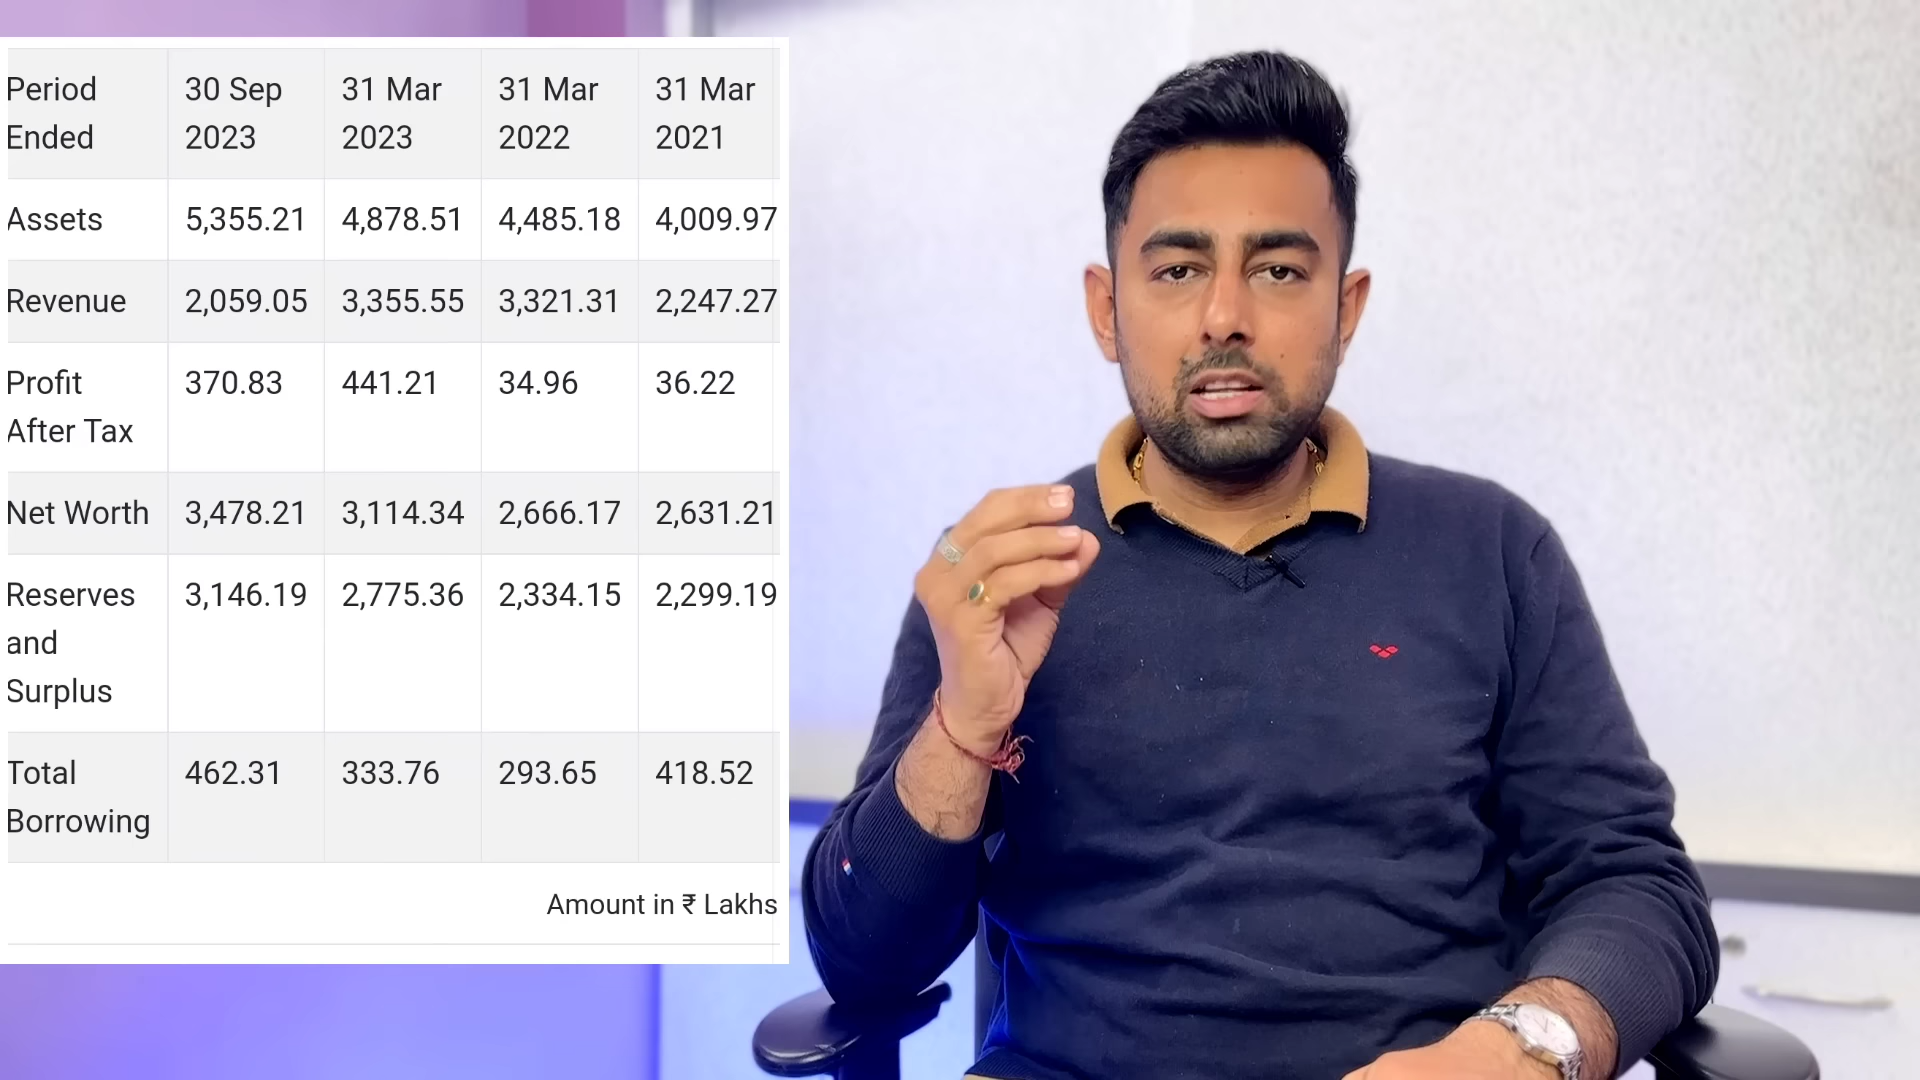 Period Ended 30 Sep 2023 31 Mar 2023 31 Mar 2022 31 Mar 2021
Assets 5,355.21 4,878.51 4,485.18 4,009.97
Revenue 2,059.05 3,355.55 3,321.31 2,247.27
Profit After Tax 370.83 441.21 34.96 36.22
Net Worth 3,478.21 3,114.34 2,666.17 2,631.21
Reserves and Surplus 3,146.19 2,775.36 2,334.15 2,299.19
Total Borrowing 462.31 333.76 293.65 418.52
Amount in ₹ Lakhs